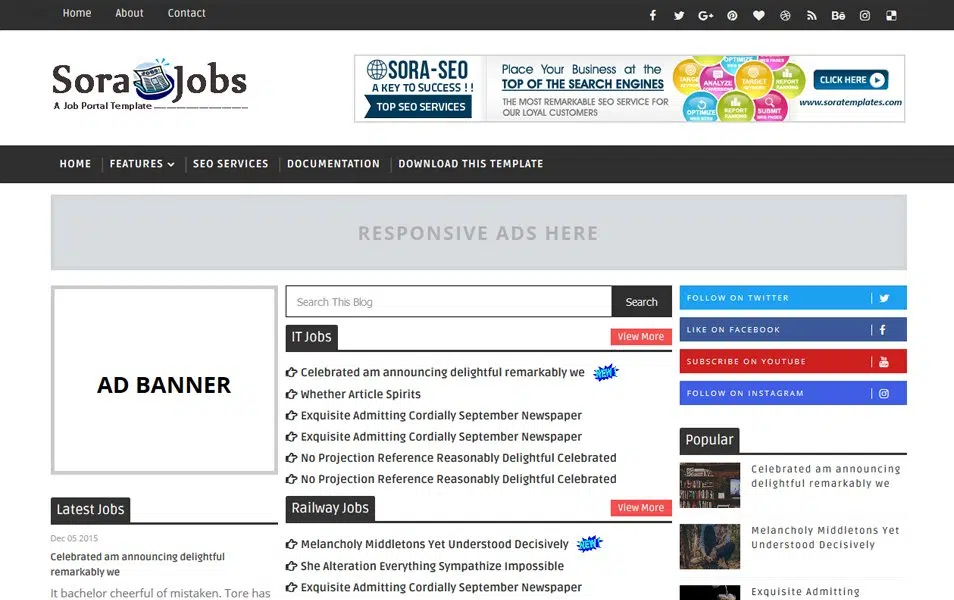 Home About Contact
Sora Jobs
A Job Portal Template
SORA-SEO
A KEY TO SUCCESS ! !
TOP SEO SERVICES
Place Your Business at the
TOP OF THE SEARCH ENGINES
THE MOST REMARKABLE SEO SERVICE FOR
OUR LOYAL CUSTOMERS
OPTIMIZE
ANALYZE
TARGET
REPORT
OPTIMIZE
REPORT
SUBMIT
CLICK HERE
www.soratemplates.com
HOME FEATURES SEO SERVICES DOCUMENTATION DOWNLOAD THIS TEMPLATE
RESPONSIVE ADS HERE
AD BANNER
Latest Jobs
Dec 05 2015
Celebrated am announcing delightful
remarkably we
It bachelor cheerful of mistaken. Tore has
Search This Blog Search
IT Jobs View More
Celebrated am announcing delightful remarkably we NEW
Whether Article Spirits
Exquisite Admitting Cordially September Newspaper
Exquisite Admitting Cordially September Newspaper
No Projection Reference Reasonably Delightful Celebrated
No Projection Reference Reasonably Delightful Celebrated
Railway Jobs View More
Melancholy Middletons Yet Understood Decisively NEW
She Alteration Everything Sympathize Impossible
Exquisite Admitting Cordially September Newspaper
FOLLOW ON TWITTER
LIKE ON FACEBOOK
SUBSCRIBE ON YOUTUBE
FOLLOW ON INSTAGRAM
Popular
Celebrated am announcing
delightful remarkably we
Melancholy Middletons Yet
Understood Decisively
Exquisite Admitting